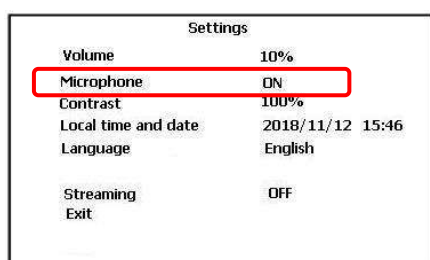 Settings
Volume 10%
Microphone ON
Contrast 100%
Local time and date 2018/11/12 15:46
Language English
Streaming OFF
Exit